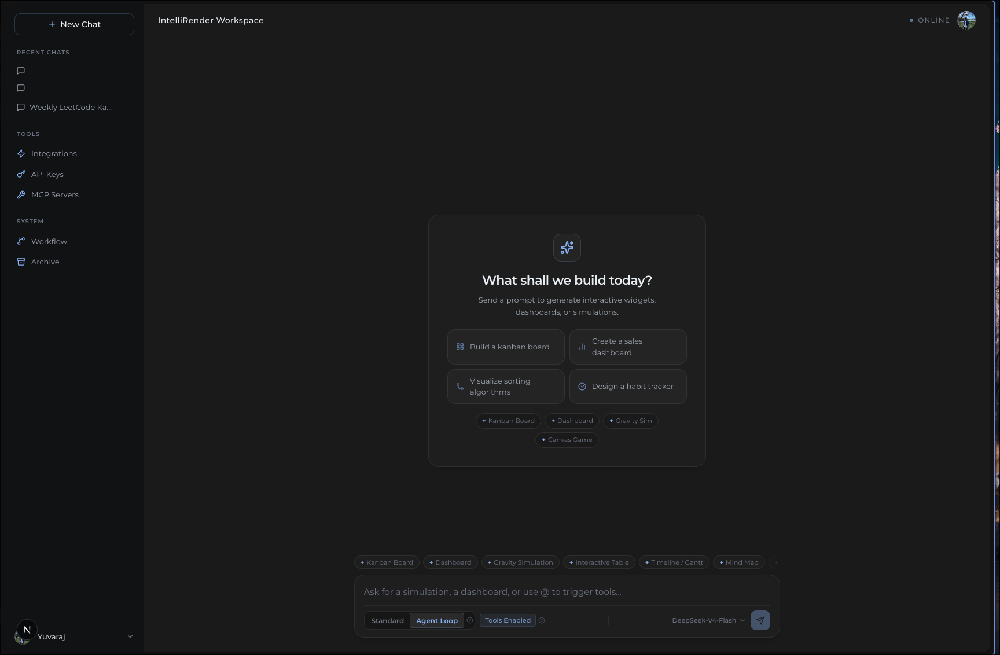 New Chat
RECENT CHATS
Weekly LeetCode Ka...
TOOLS
Integrations
API Keys
MCP Servers
SYSTEM
Workflow
Archive
N
Yuvaraj
IntelliRender Workspace
ONLINE
What shall we build today?
Send a prompt to generate interactive widgets,
dashboards, or simulations.
Build a kanban board
Create a sales
dashboard
Visualize sorting
algorithms
Design a habit tracker
+ Kanban Board
+ Dashboard
+ Gravity Sim
+ Canvas Game
+ Kanban Board
+ Dashboard
+ Gravity Simulation
+ Interactive Table
+ Timeline / Gantt
+ Mind Map
Ask for a simulation, a dashboard, or use @ to trigger tools...
Standard
Agent Loop
Tools Enabled
DeepSeek-V4-Flash